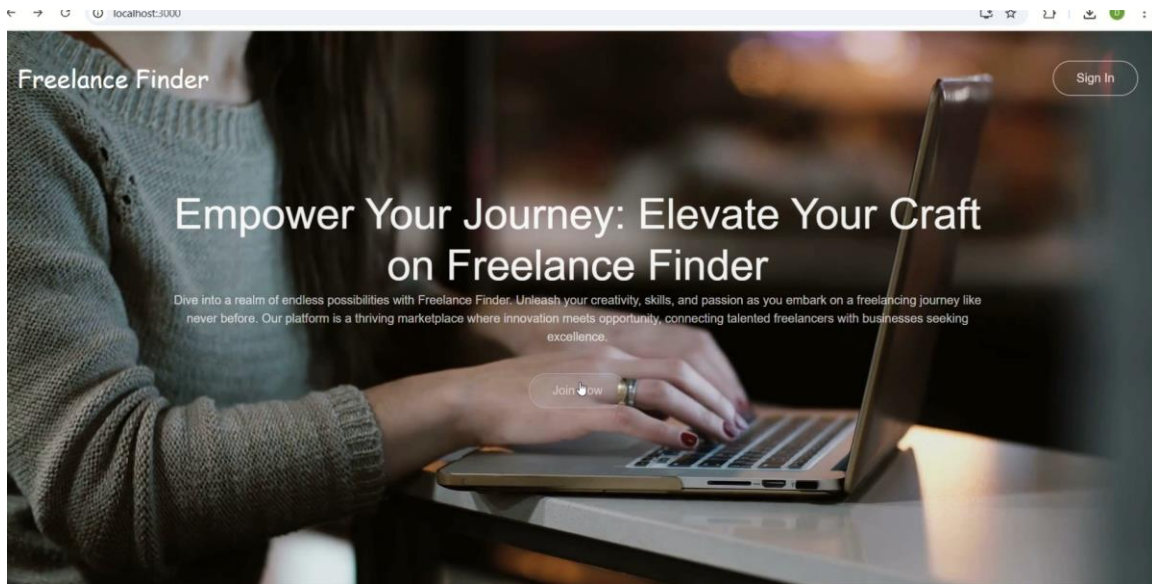 localhost:3000
Freelance Finder
Sign In
Empower Your Journey: Elevate Your Craft
on Freelance Finder
Dive into a realm of endless possibilities with Freelance Finder. Unleash your creativity, skills, and passion as you embark on a freelancing journey like
never before. Our platform is a thriving marketplace where innovation meets opportunity, connecting talented freelancers with businesses seeking
excellence.
Join Now